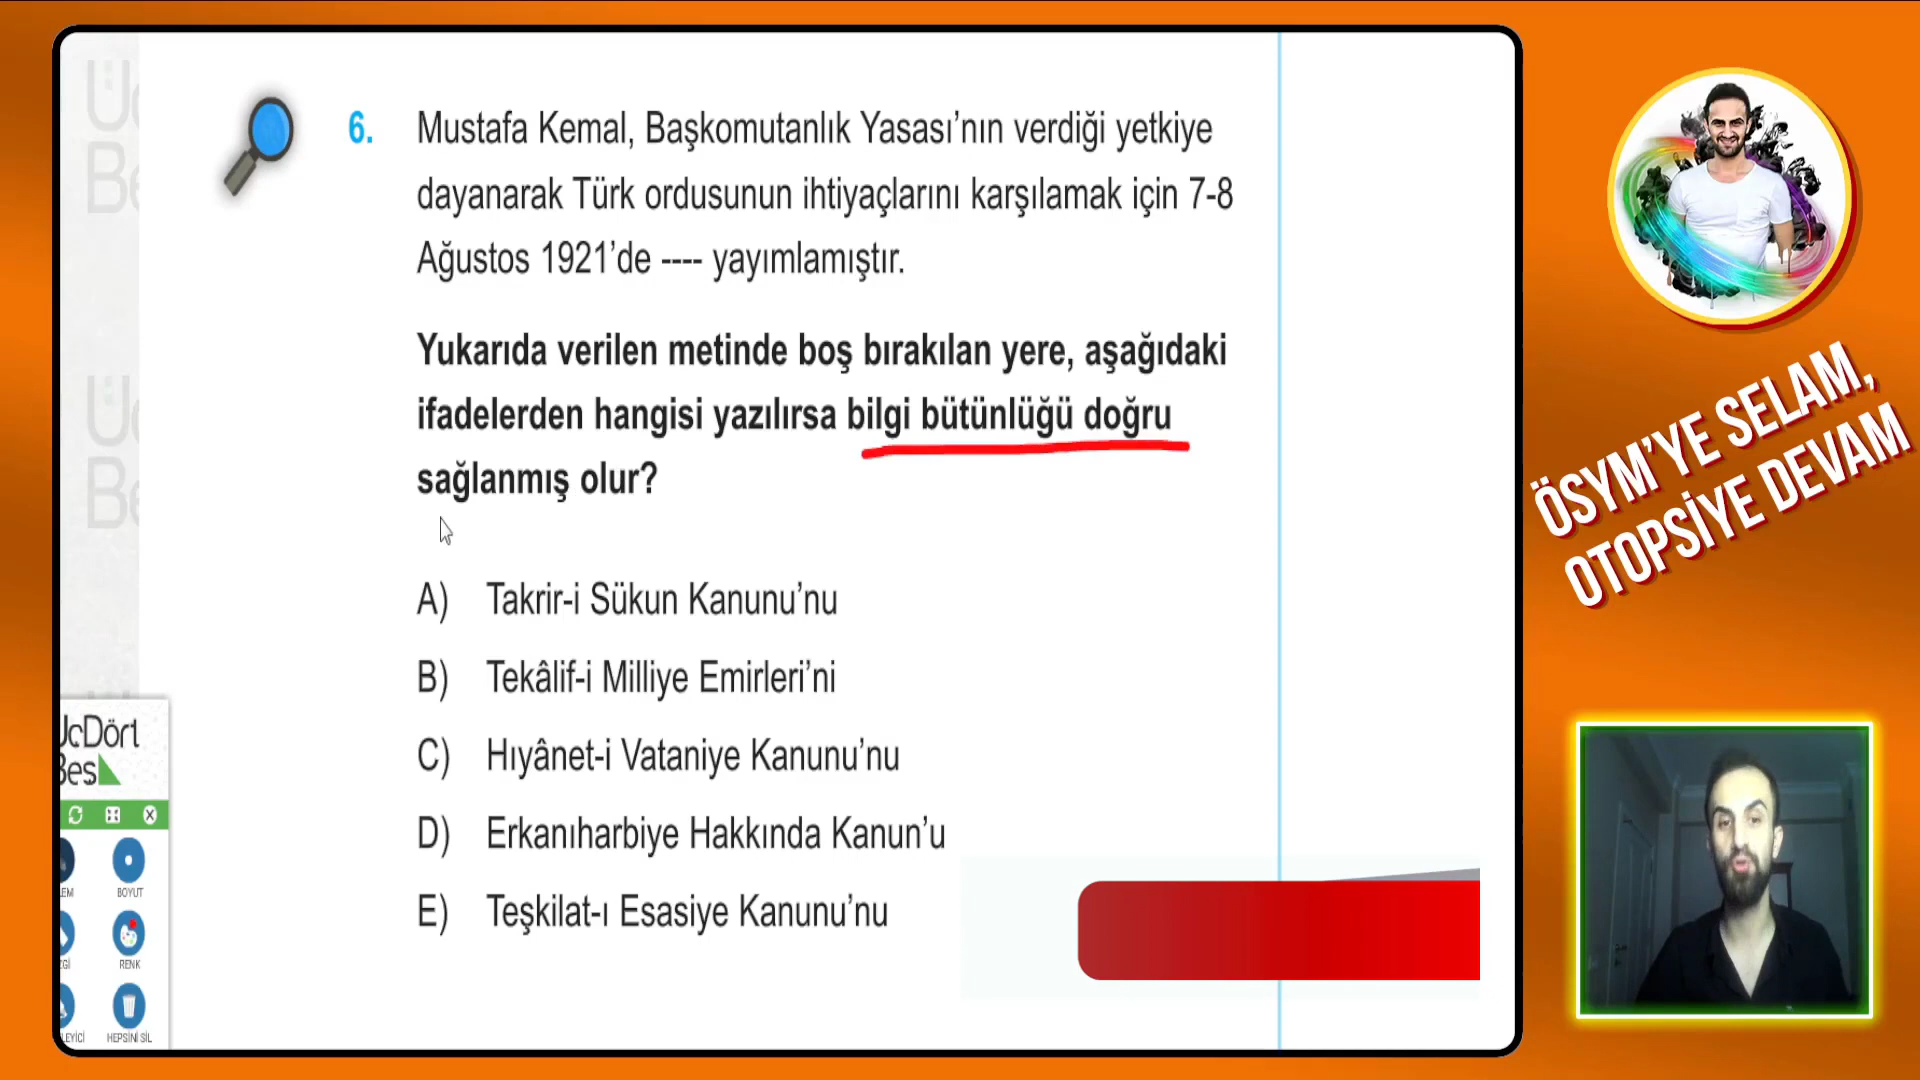 6. Mustafa Kemal, Başkomutanlık Yasası’nın verdiği yetkiye
dayanarak Türk ordusunun ihtiyaçlarını karşılamak için 7-8
Ağustos 1921’de ---- yayımlamıştır.
Yukarıda verilen metinde boş bırakılan yere, aşağıdaki
ifadelerden hangisi yazılırsa bilgi bütünlüğü doğru
sağlanmış olur?
A) Takrir-i Sükun Kanunu’nu
B) Tekâlif-i Milliye Emirleri’ni
C) Hıyânet-i Vataniye Kanunu’nu
D) Erkanıharbiye Hakkında Kanun’u
E) Teşkilat-ı Esasiye Kanunu’nu
ÖSYM’YE SELAM,
OTOPSİYE DEVAM
BOYUT
RENK
HEPSİNİ SİL